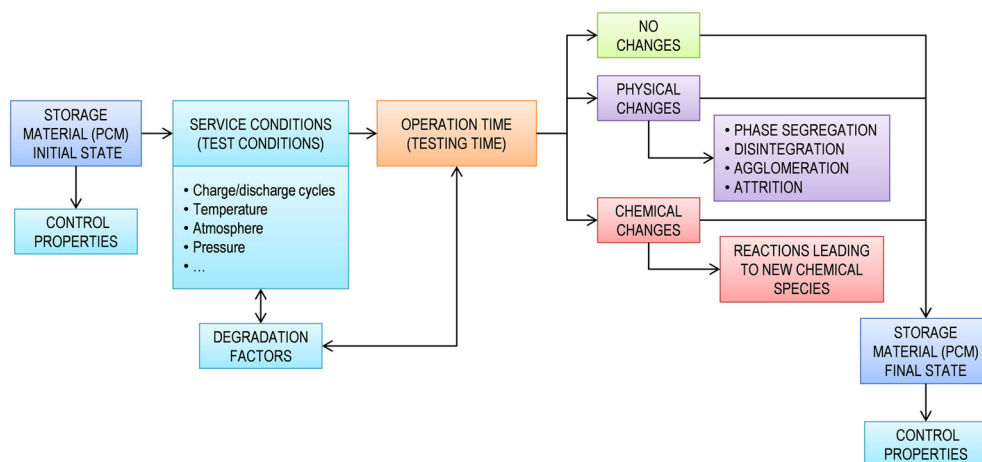 STORAGE
MATERIAL (PCM)
INITIAL STATE
CONTROL
PROPERTIES
SERVICE CONDITIONS
(TEST CONDITIONS)
• Charge/discharge cycles
• Temperature
• Atmosphere
• Pressure
• ...
DEGRADATION
FACTORS
OPERATION TIME
(TESTING TIME)
NO
CHANGES
PHYSICAL
CHANGES
• PHASE SEGREGATION
• DISINTEGRATION
• AGGLOMERATION
• ATTRITION
CHEMICAL
CHANGES
REACTIONS LEADING
TO NEW CHEMICAL
SPECIES
STORAGE
MATERIAL (PCM)
FINAL STATE
CONTROL
PROPERTIES